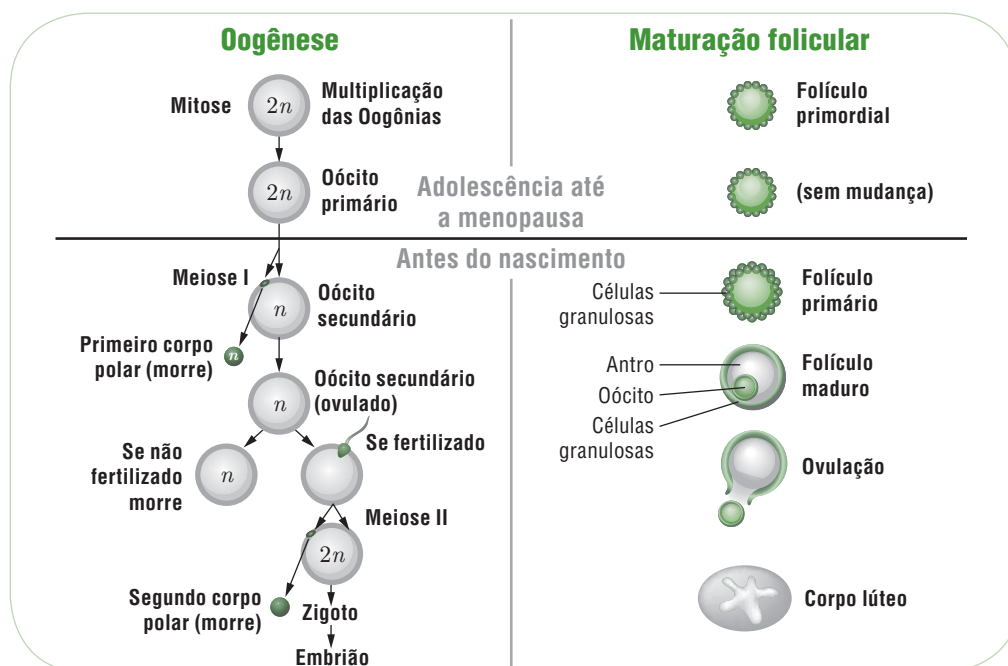 Oogênese
Mitose
2n
Multiplicação
das Oogônias
2n
Oócito
primário
Meiose I
n
Oócito
secundário
Primeiro corpo
polar (morre)
n
n
Oócito secundário
(ovulado)
Se não
fertilizado
morre
n
Se fertilizado
Meiose II
2n
Segundo corpo
polar (morre)
Zigoto
Embrião
Adolescência até
a menopausa
Antes do nascimento
Maturação folicular
Folículo
primordial
(sem mudança)
Células
granulosas
Folículo
primário
Antro
Oócito
Células
granulosas
Folículo
maduro
Ovulação
Corpo lúteo